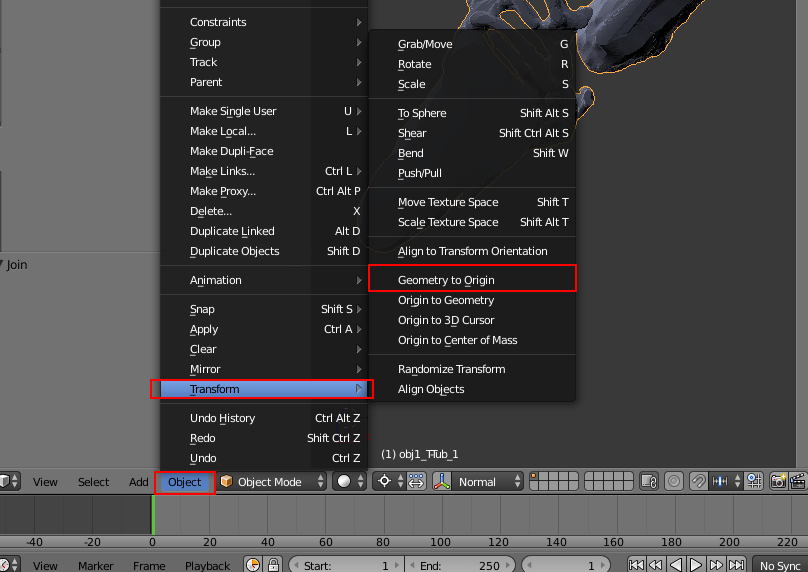 Constraints
Group
Track
Parent
Make Single User U
Make Local... L
Make Dupli-Face
Make Links... Ctrl L
Make Proxy... Ctrl Alt P
Delete... X
Duplicate Linked Alt D
Duplicate Objects Shift D
Animation
Snap Shift S
Apply Ctrl A
Clear
Mirror
Transform
Undo History Ctrl Alt Z
Redo Shift Ctrl Z
Undo Ctrl Z
Grab/Move G
Rotate R
Scale S
To Sphere Shift Alt S
Shear Shift Ctrl Alt S
Bend Shift W
Push/Pull
Move Texture Space Shift T
Scale Texture Space Shift Alt T
Align to Transform Orientation
Geometry to Origin
Origin to Geometry
Origin to 3D Cursor
Origin to Center of Mass
Randomize Transform
Align Objects
Join
(1) obj1_TTub_1
View Select Add Object Object Mode Normal
-40 -20 0 20 40 60 80 100 120 140 160 180 200 220
View Marker Frame Playback Start: 1 End: 250 1 No Sync